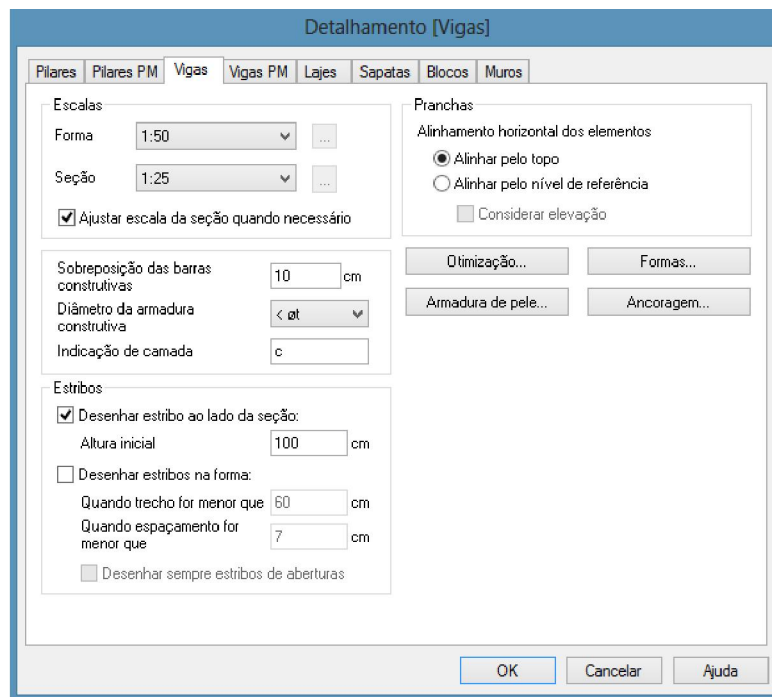 Detalhamento [Vigas]
Pilares Pilares PM Vigas Vigas PM Lajes Sapatas Blocos Muros
Escalas
Forma 1:50 ...
Seção 1:25 ...
Ajustar escala da seção quando necessário
Sobreposição das barras
construtivas 10 cm
Diâmetro da armadura
construtiva < øt
Indicação de camada c
Estribos
Desenhar estribo ao lado da seção:
Altura inicial 100 cm
Desenhar estribos na forma:
Quando trecho for menor que 60 cm
Quando espaçamento for
menor que 7 cm
Desenhar sempre estribos de aberturas
Pranchas
Alinhamento horizontal dos elementos
Alinhar pelo topo
Alinhar pelo nível de referência
Considerar elevação
Otimização... Formas...
Armadura de pele... Ancoragem...
OK Cancelar Ajuda